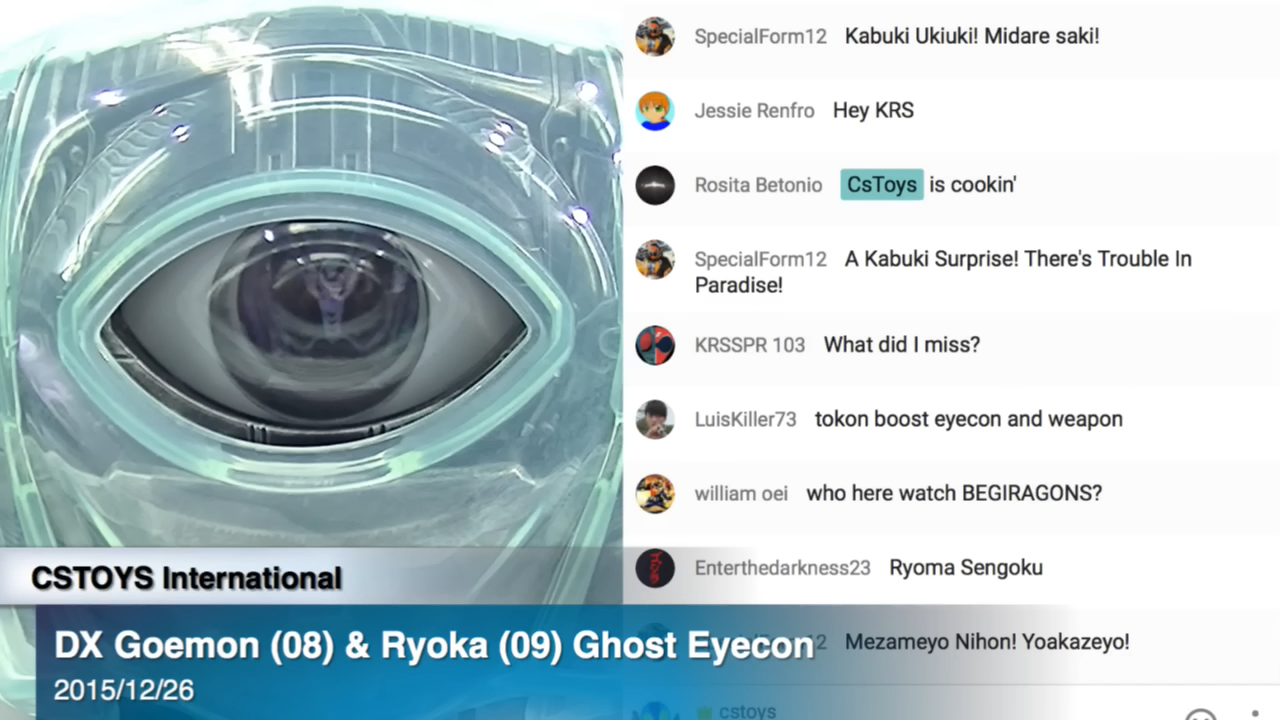 SpecialForm12 Kabuki Ukiuki! Midare saki!
Jessie Renfro Hey KRS
Rosita Betonio CsToys is cookin'
SpecialForm12 A Kabuki Surprise! There's Trouble In
Paradise!
KRSSPR 103 What did I miss?
LuisKiller73 tokon boost eyecon and weapon
william oei who here watch BEGIRAGONS?
Enterthedarkness23 Ryoma Sengoku
Mezameyo Nihon! Yoakazeyo!
cstoys
CSTOYS International
DX Goemon (08) & Ryoka (09) Ghost Eyecon
2015/12/26